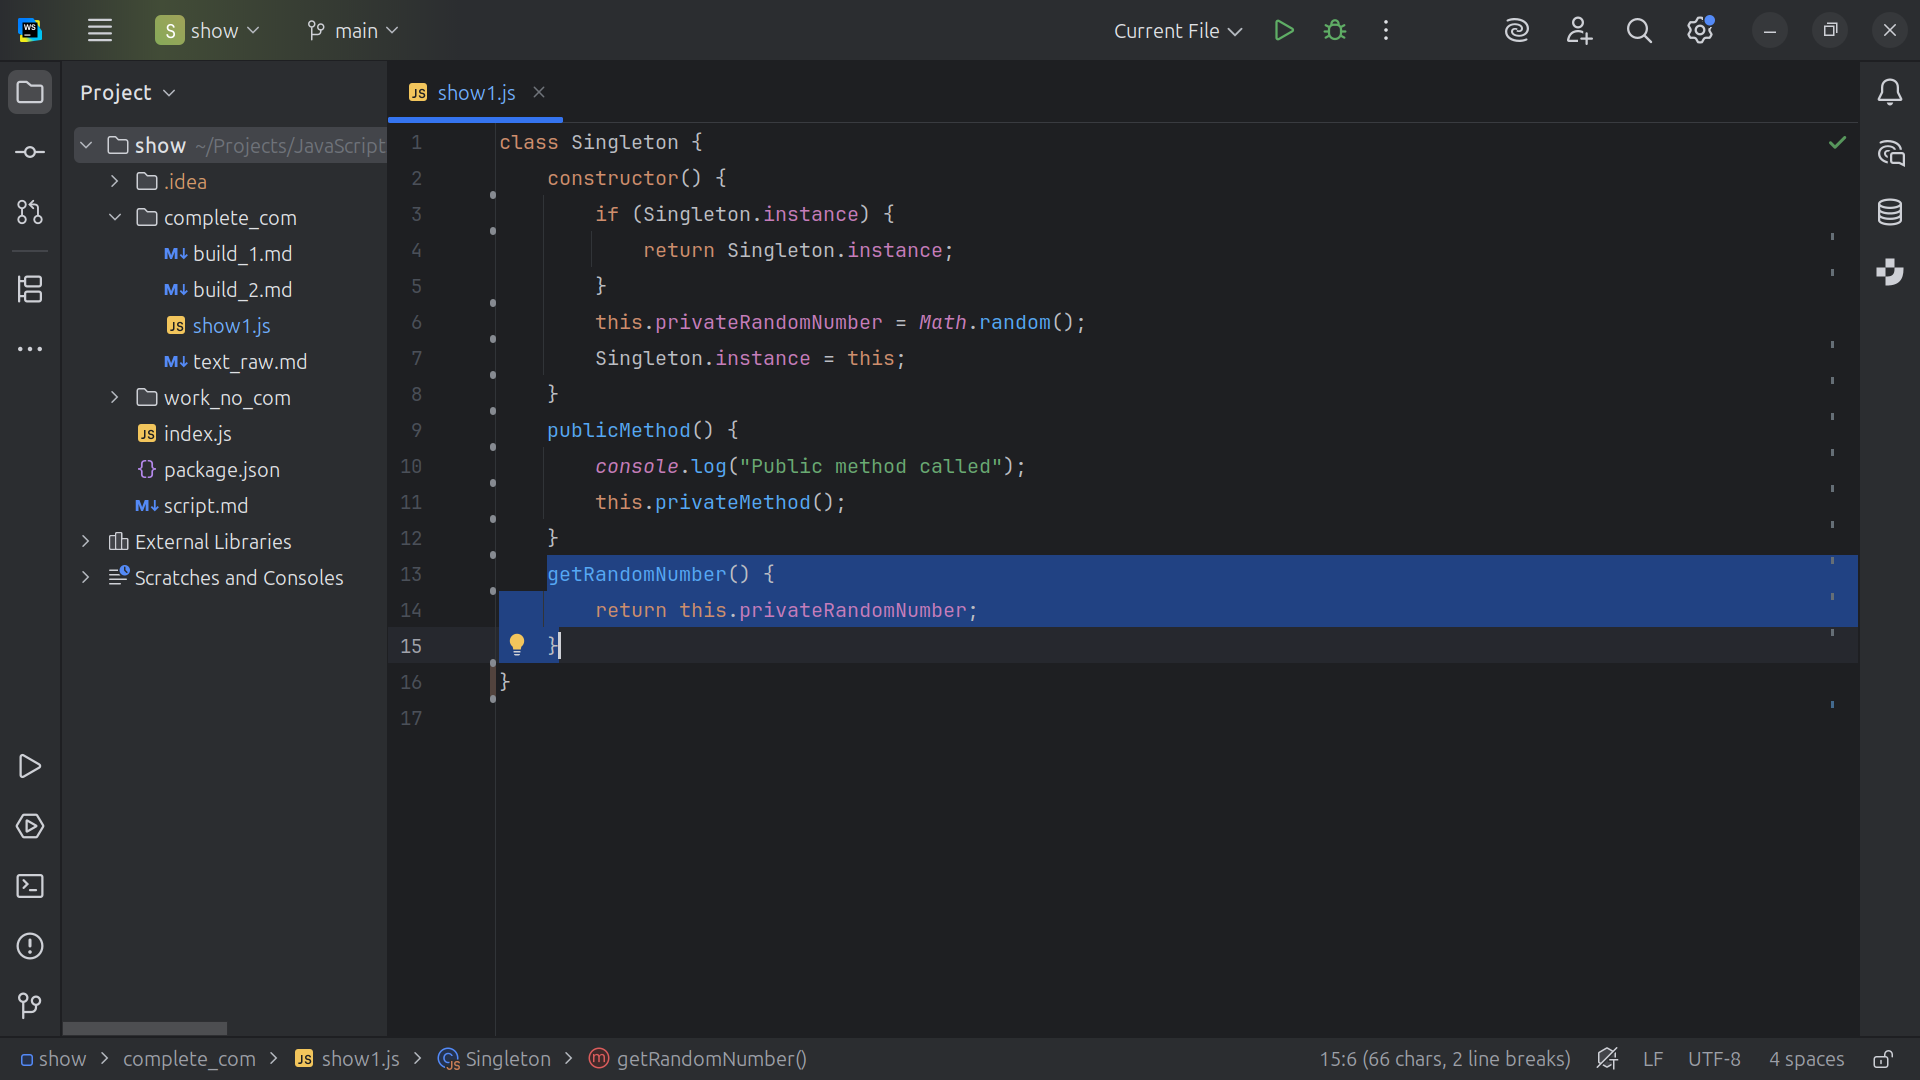 WS
S show
main
Current File
Project
show ~/Projects/JavaScript
.idea
complete_com
M↓ build_1.md
M↓ build_2.md
JS show1.js
M↓ text_raw.md
work_no_com
JS index.js
{} package.json
M↓ script.md
External Libraries
Scratches and Consoles
JS show1.js
1 class Singleton {
2     constructor() {
3         if (Singleton.instance) {
4             return Singleton.instance;
5         }
6         this.privateRandomNumber = Math.random();
7         Singleton.instance = this;
8     }
9     publicMethod() {
10         console.log("Public method called");
11         this.privateMethod();
12     }
13     getRandomNumber() {
14         return this.privateRandomNumber;
15     }
16 }
17
show > complete_com > JS show1.js > Singleton > m getRandomNumber()
15:6 (66 chars, 2 line breaks) LF UTF-8 4 spaces